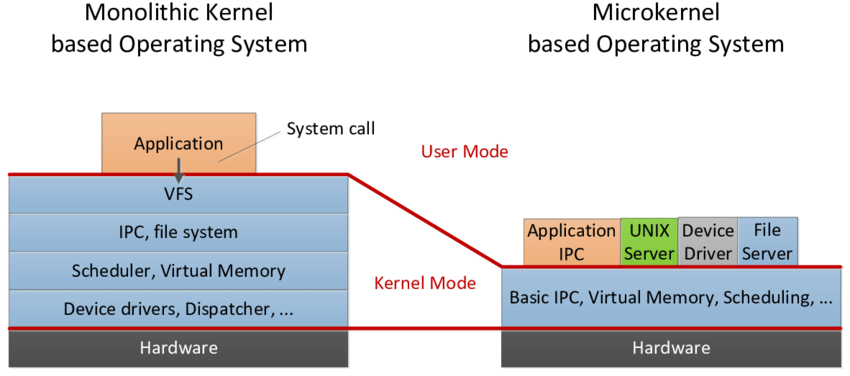 Monolithic Kernel
based Operating System
Microkernel
based Operating System
System call
Application
User Mode
VFS
IPC, file system
Scheduler, Virtual Memory
Device drivers, Dispatcher, ...
Hardware
Kernel Mode
Application
IPC
UNIX
Server
Device
Driver
File
Server
Basic IPC, Virtual Memory, Scheduling, ...
Hardware